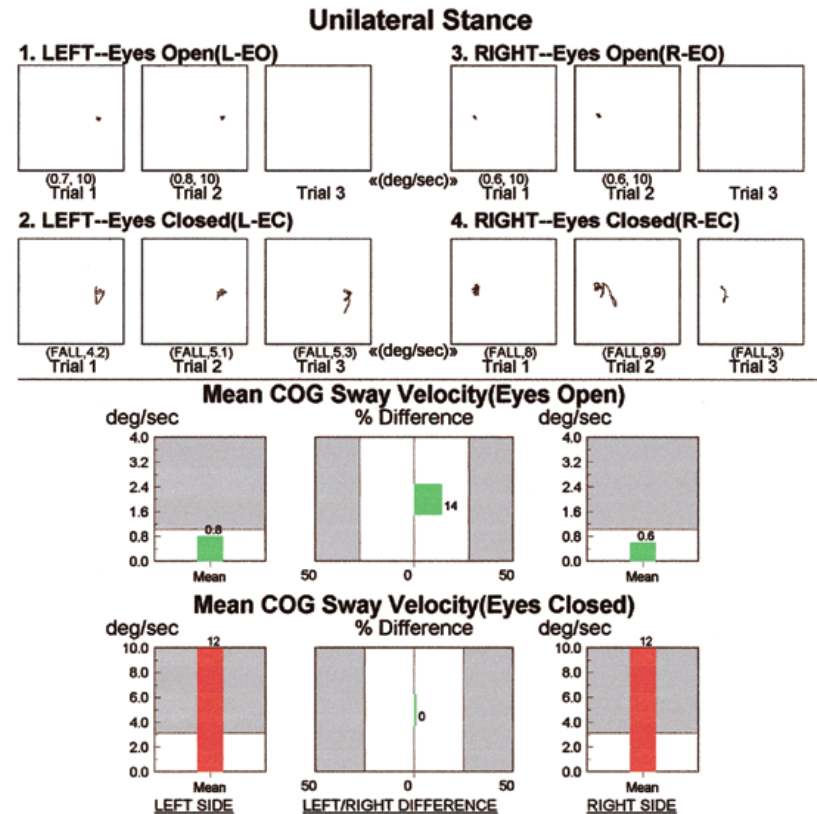 Unilateral Stance
1. LEFT--Eyes Open(L-EO)
3. RIGHT--Eyes Open(R-EO)
(0.7, 10) (0.8, 10) «(deg/sec)» (0.6, 10) (0.6, 10)
Trial 1 Trial 2 Trial 3 Trial 1 Trial 2 Trial 3
2. LEFT--Eyes Closed(L-EC)
4. RIGHT--Eyes Closed(R-EC)
(FALL,4.2) (FALL,5.1) (FALL,5.3) «(deg/sec)» (FALL,8) (FALL,9.9) (FALL,3)
Trial 1 Trial 2 Trial 3 Trial 1 Trial 2 Trial 3
Mean COG Sway Velocity(Eyes Open)
deg/sec % Difference deg/sec
4.0 4.0
3.2 3.2
2.4 2.4
1.6 14 1.6
0.8 0.8 0.8 0.6
0.0 0.0
Mean 50 0 50 Mean
Mean COG Sway Velocity(Eyes Closed)
deg/sec % Difference deg/sec
12 12
10.0 10.0
8.0 8.0
6.0 6.0
4.0 0 4.0
2.0 2.0
0.0 0.0
Mean 50 0 50 Mean
LEFT SIDE LEFT/RIGHT DIFFERENCE RIGHT SIDE